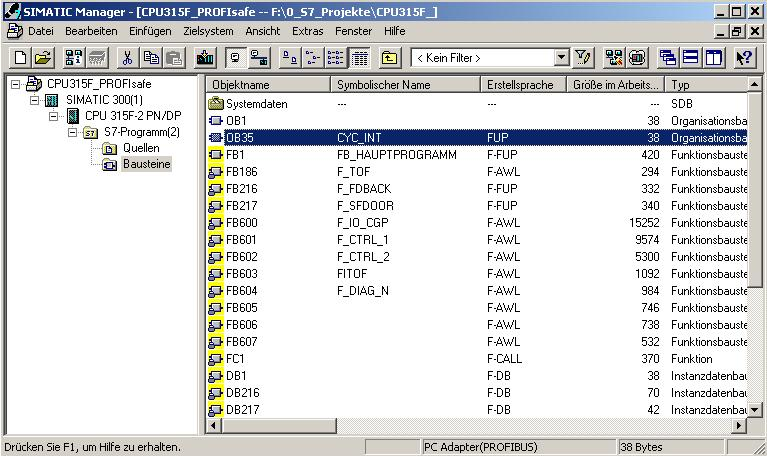 SIMATIC Manager - [CPU315F_PROFIsafe -- F:\0_S7_Projekte\CPU315F_]
Datei Bearbeiten Einfügen Zielsystem Ansicht Extras Fenster Hilfe
< Kein Filter >
CPU315F_PROFIsafe
SIMATIC 300(1)
CPU 315F-2 PN/DP
S7-Programm(2)
Quellen
Bausteine
Objektname Symbolischer Name Erstellsprache Größe im Arbeits... Typ
Systemdaten --- --- --- SDB
OB1 38 Organisationsba
OB35 CYC_INT FUP 38 Organisationsba
FB1 FB_HAUPTPROGRAMM F-FUP 420 Funktionsbauste
FB186 F_TOF F-AWL 294 Funktionsbauste
FB216 F_FDBACK F-FUP 332 Funktionsbauste
FB217 F_SFDOOR F-FUP 340 Funktionsbauste
FB600 F_IO_CGP F-AWL 15252 Funktionsbauste
FB601 F_CTRL_1 F-AWL 9574 Funktionsbauste
FB602 F_CTRL_2 F-AWL 5300 Funktionsbauste
FB603 FITOF F-AWL 1092 Funktionsbauste
FB604 F_DIAG_N F-AWL 984 Funktionsbauste
FB605 F-AWL 746 Funktionsbauste
FB606 F-AWL 738 Funktionsbauste
FB607 F-AWL 532 Funktionsbauste
FC1 F-CALL 370 Funktion
DB1 F-DB 38 Instanzdatenbau
DB216 F-DB 70 Instanzdatenbau
DB217 F-DB 42 Instanzdatenbau
Drücken Sie F1, um Hilfe zu erhalten. PC Adapter(PROFIBUS) 38 Bytes